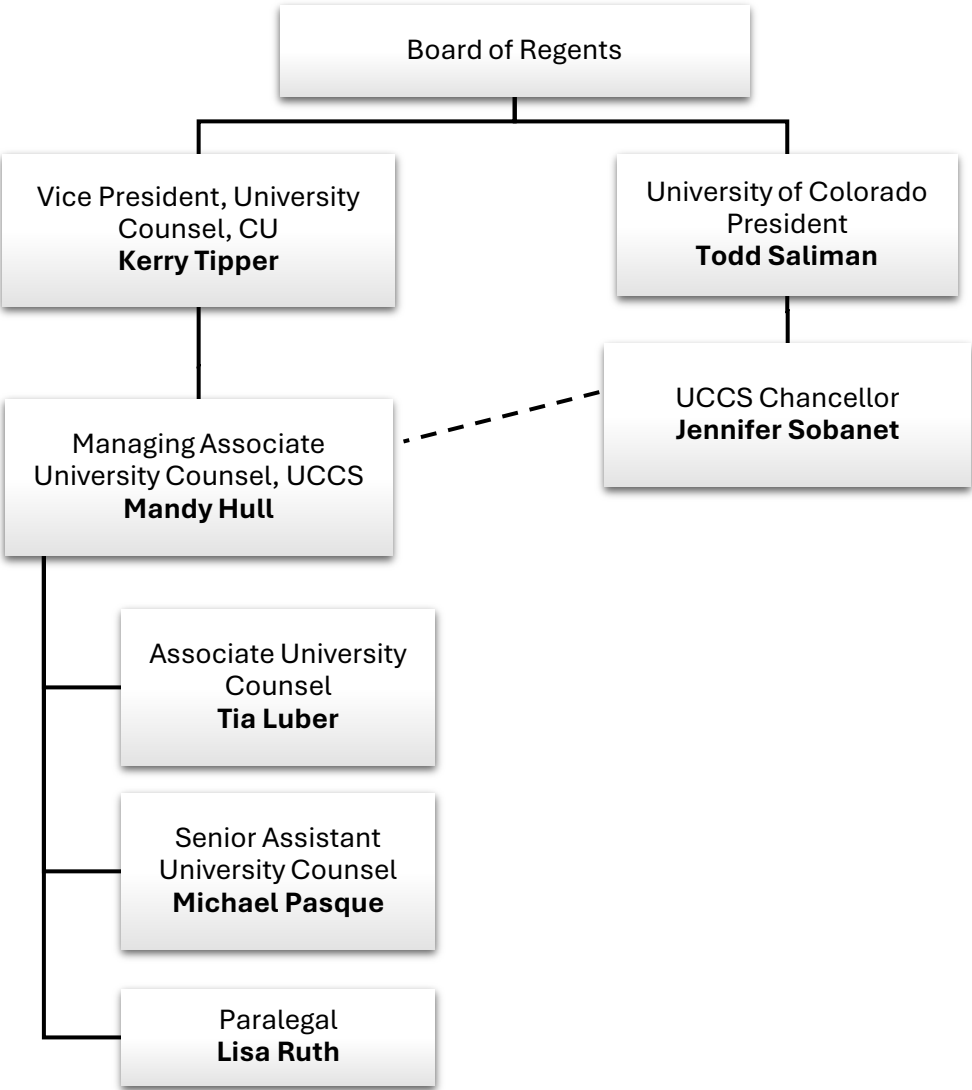 Board of Regents
Vice President, University
Counsel, CU
Kerry Tipper
University of Colorado
President
Todd Saliman
UCCS Chancellor
Jennifer Sobanet
Managing Associate
University Counsel, UCCS
Mandy Hull
Associate University
Counsel
Tia Luber
Senior Assistant
University Counsel
Michael Pasque
Paralegal
Lisa Ruth